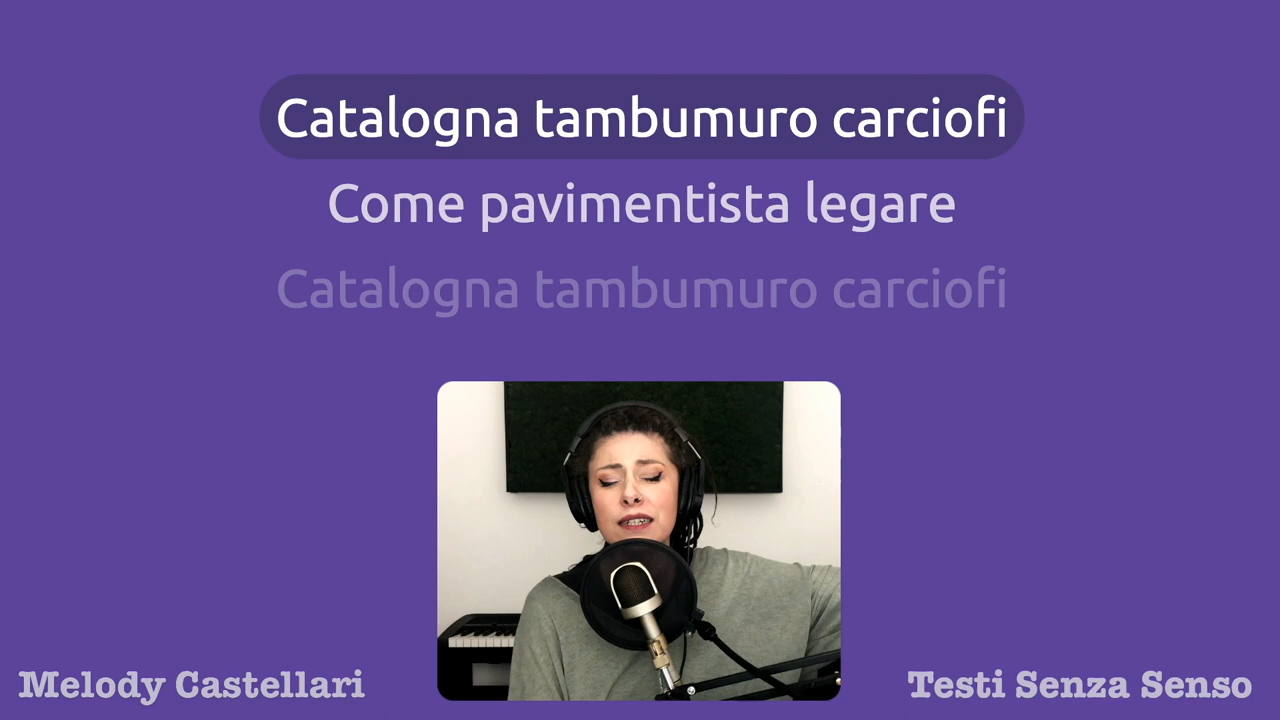 Catalogna tambumuro carciofi
Come pavimentista legare
Catalogna tambumuro carciofi
Melody Castellari
Testi Senza Senso